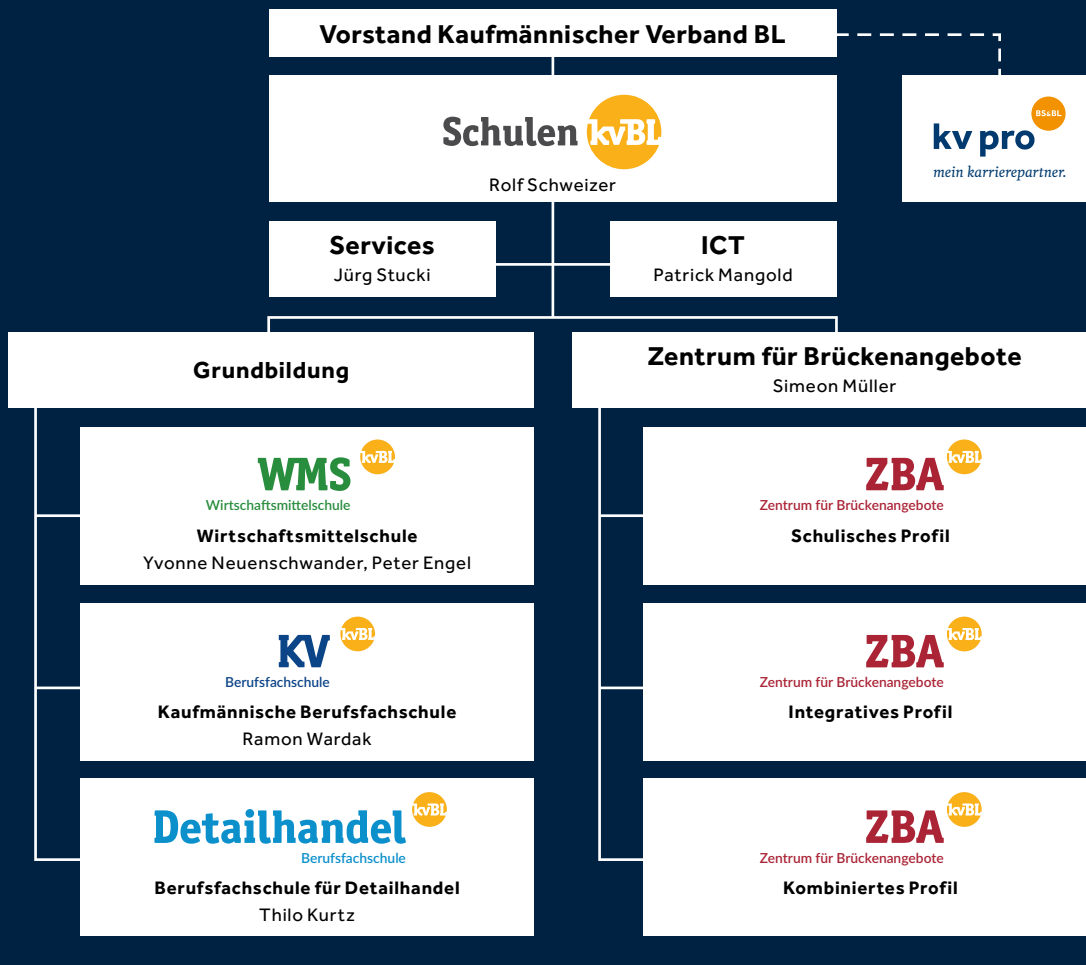 Vorstand Kaufmännischer Verband BL
Schulen kvBL
Rolf Schweizer
BS&BL
kv pro
mein karrierepartner.
Services
Jürg Stucki
ICT
Patrick Mangold
Grundbildung
Zentrum für Brückenangebote
Simeon Müller
WMS kvBL
Wirtschaftsmittelschule
Wirtschaftsmittelschule
Yvonne Neuenschwander, Peter Engel
KV kvBL
Berufsfachschule
Kaufmännische Berufsfachschule
Ramon Wardak
Detailhandel kvBL
Berufsfachschule
Berufsfachschule für Detailhandel
Thilo Kurtz
ZBA kvBL
Zentrum für Brückenangebote
Schulisches Profil
ZBA kvBL
Zentrum für Brückenangebote
Integratives Profil
ZBA kvBL
Zentrum für Brückenangebote
Kombiniertes Profil